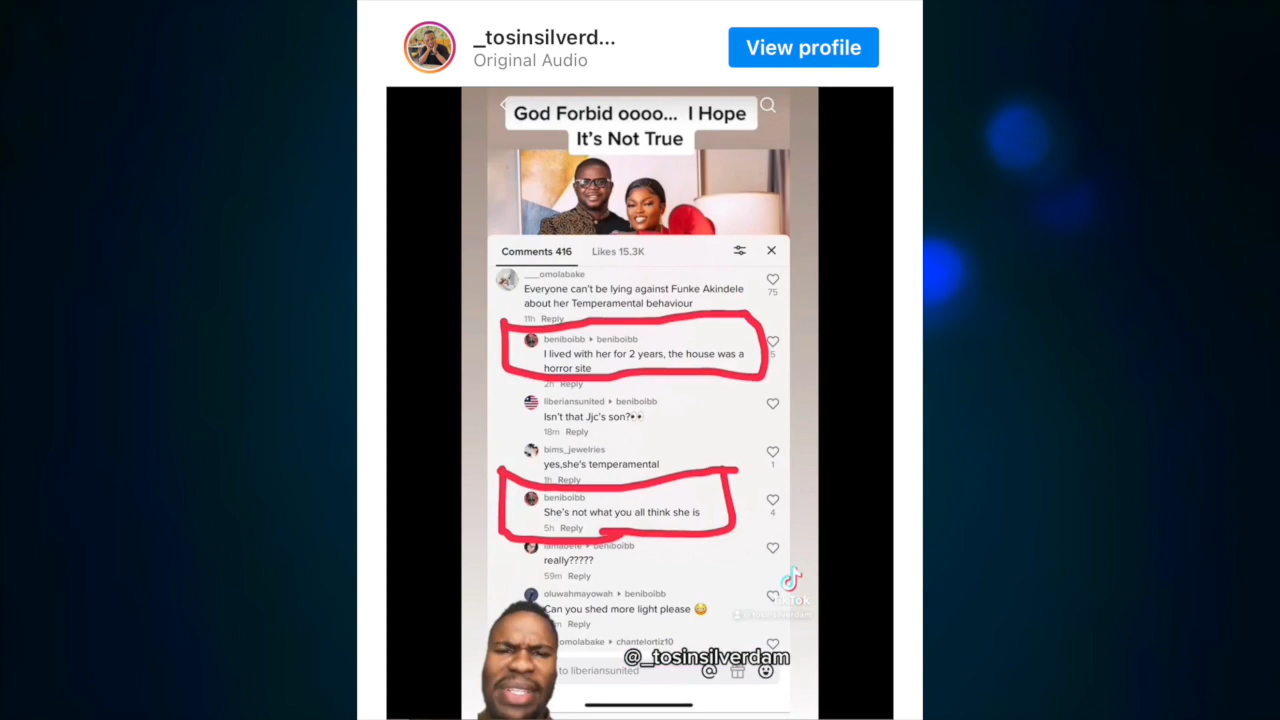 _tosinsilverd...
Original Audio
View profile
God Forbid oooo... I Hope
It's Not True
Comments 416
Likes 15.3K
___omolabake
Everyone can't be lying against Funke Akindele
about her Temperamental behaviour
75
11h Reply
beniboibb ▸ beniboibb
I lived with her for 2 years, the house was a
horror site
5
2h Reply
liberiansunited ▸ beniboibb
Isn't that Jjc's son?👀
18m Reply
bims_jewelries
yes,she's temperamental
1
1h Reply
beniboibb
She's not what you all think she is
4
5h Reply
beniboibb
really?????
59m Reply
oluwahmayowah ▸ beniboibb
Can you shed more light please 😳
Reply
omolabake ▸ chantelortiz10
TikTok
@_tosinsilverdam
to liberiansunited